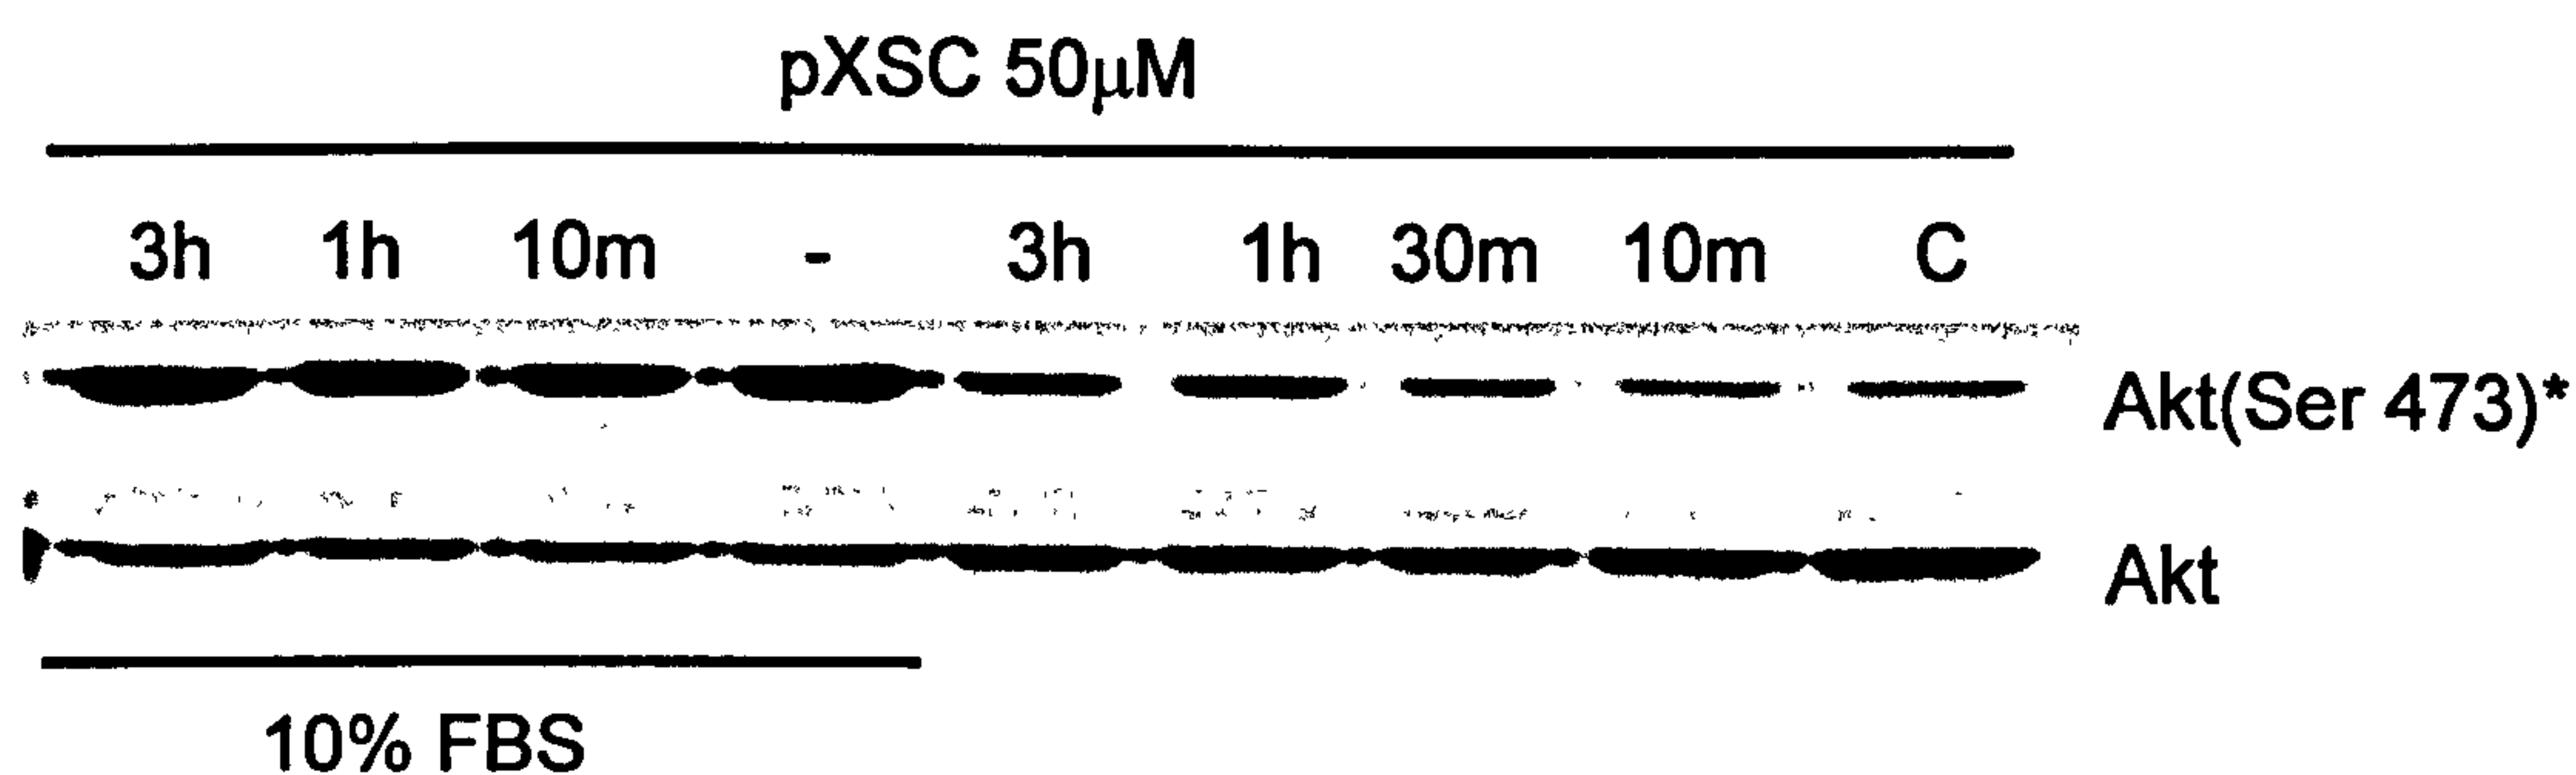 pXSC 50μM
3h 1h 10m - 3h 1h 30m 10m C
Akt(Ser 473)*
Akt
10% FBS